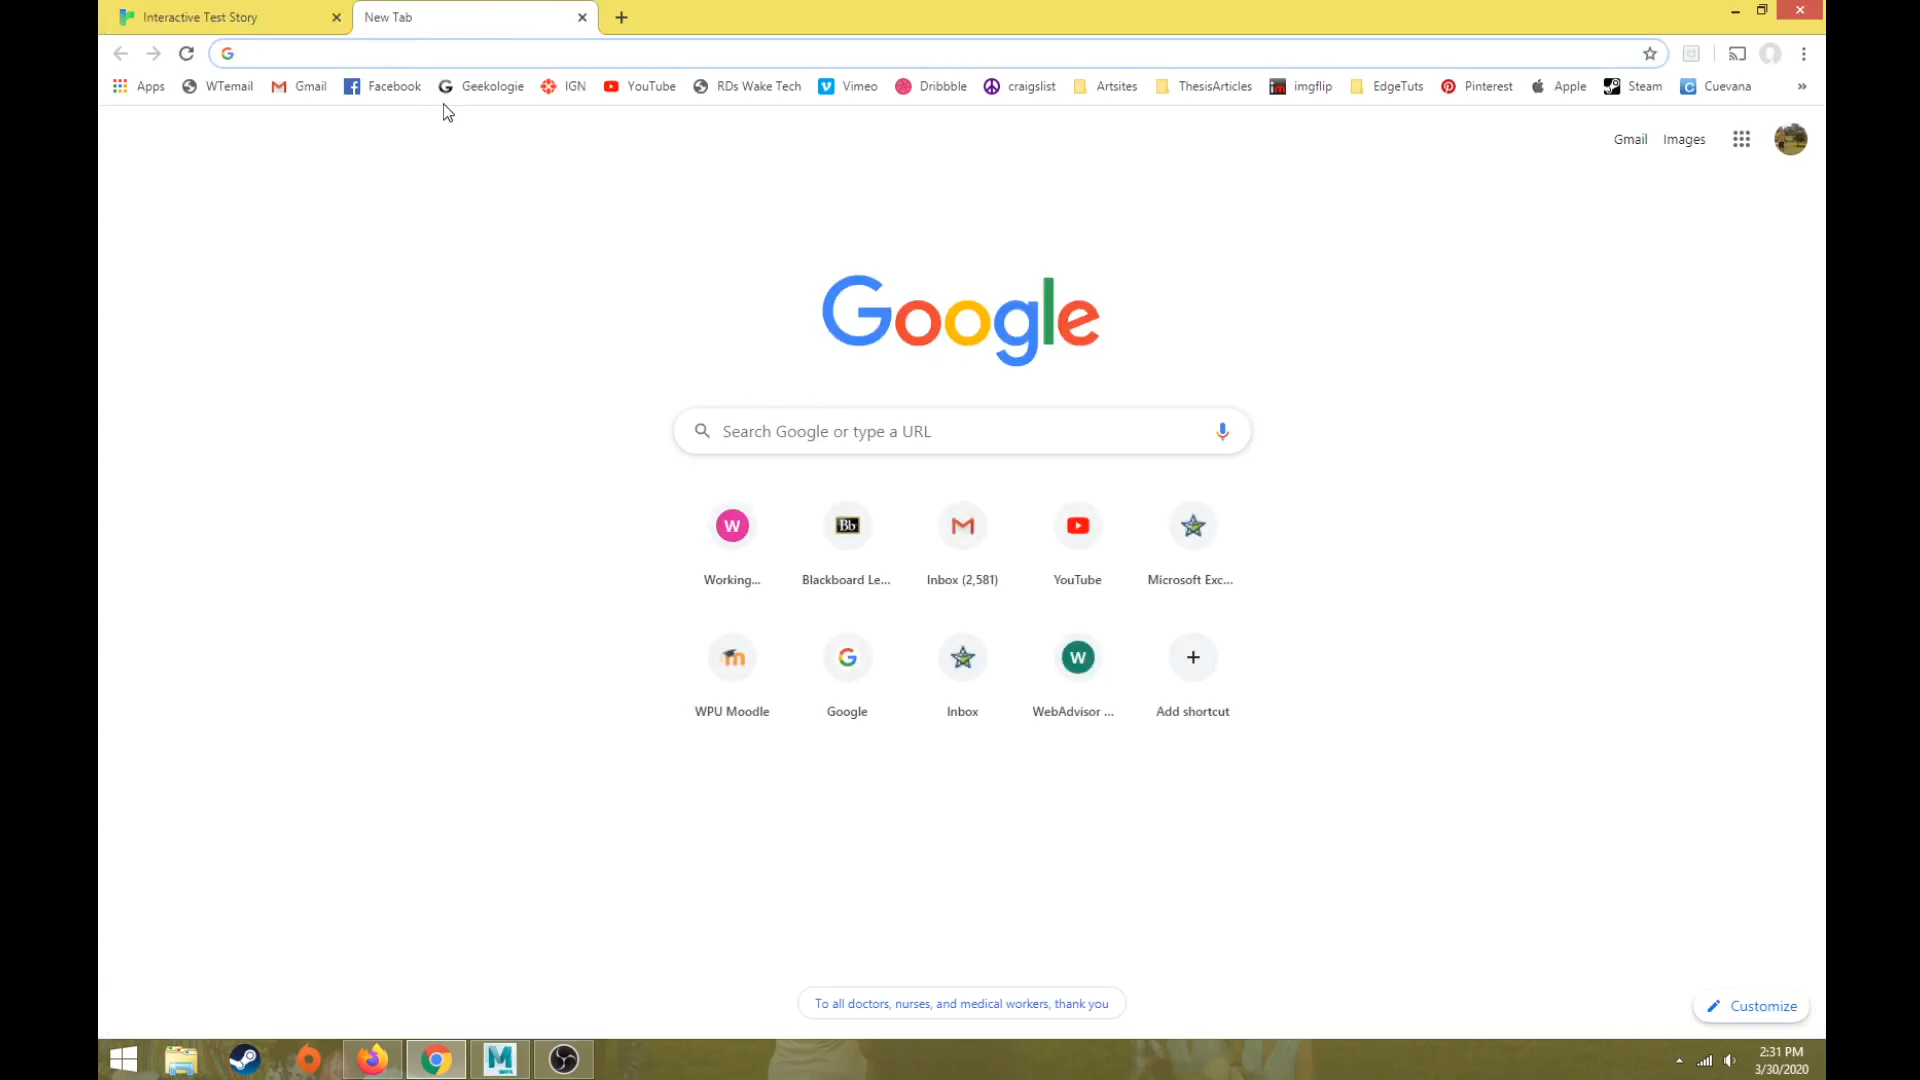 Interactive Test Story
New Tab
Apps WTemail Gmail Facebook Geekologie IGN YouTube RDs Wake Tech Vimeo Dribbble craigslist Artsites ThesisArticles imgflip EdgeTuts Pinterest Apple Steam Cuevana »
Gmail Images
Google
Search Google or type a URL
W Bb
Working... Blackboard Le... Inbox (2,581) YouTube Microsoft Exc...
W
WPU Moodle Google Inbox WebAdvisor ... Add shortcut
To all doctors, nurses, and medical workers, thank you
Customize
2:31 PM
3/30/2020